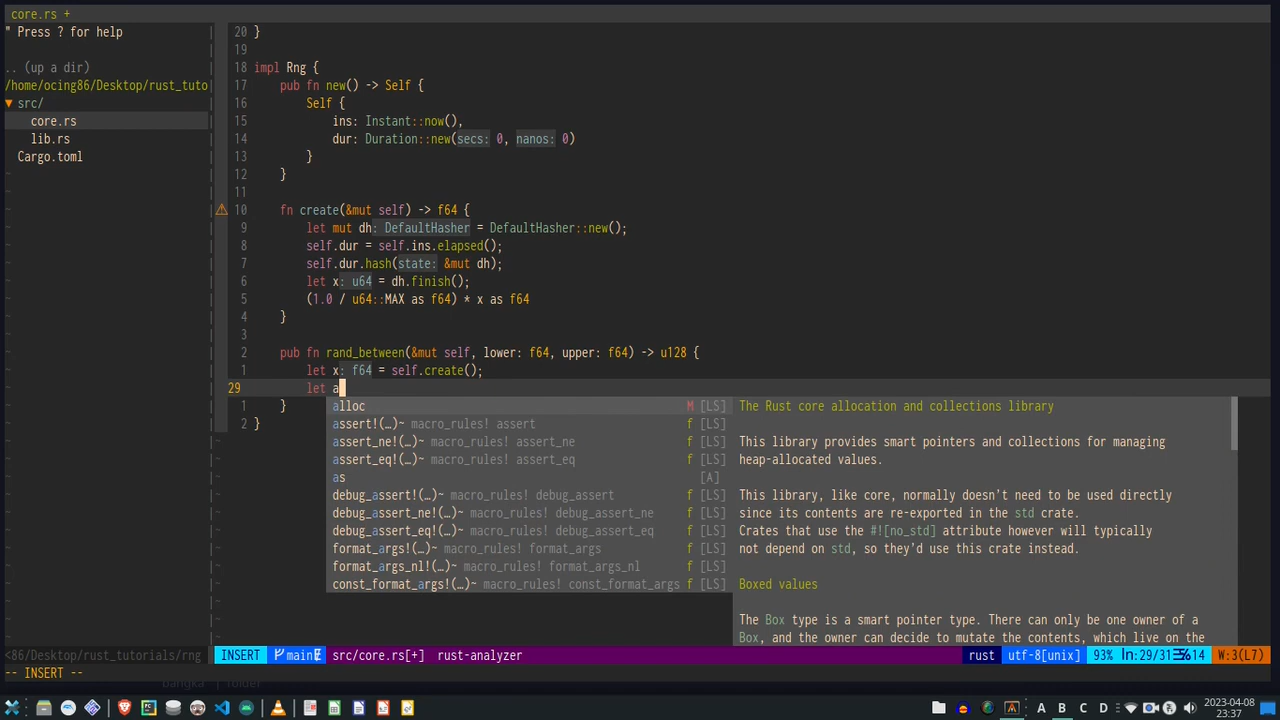 core.rs +
" Press ? for help
.. (up a dir)
/home/ocing86/Desktop/rust_tuto
▼ src/
core.rs
lib.rs
Cargo.toml
20 }
19
18 impl Rng {
17 pub fn new() -> Self {
16 Self {
15 ins: Instant::now(),
14 dur: Duration::new(secs: 0, nanos: 0)
13 }
12 }
11
⚠ 10 fn create(&mut self) -> f64 {
9 let mut dh: DefaultHasher = DefaultHasher::new();
8 self.dur = self.ins.elapsed();
7 self.dur.hash(state: &mut dh);
6 let x: u64 = dh.finish();
5 (1.0 / u64::MAX as f64) * x as f64
4 }
3
2 pub fn rand_between(&mut self, lower: f64, upper: f64) -> u128 {
1 let x: f64 = self.create();
29 let a
1 }
2 }
alloc M [LS]
assert!(…)~ macro_rules! assert f [LS]
assert_ne!(…)~ macro_rules! assert_ne f [LS]
assert_eq!(…)~ macro_rules! assert_eq f [LS]
as [A]
debug_assert!(…)~ macro_rules! debug_assert f [LS]
debug_assert_ne!(…)~ macro_rules! debug_assert_ne f [LS]
debug_assert_eq!(…)~ macro_rules! debug_assert_eq f [LS]
format_args!(…)~ macro_rules! format_args f [LS]
format_args_nl!(…)~ macro_rules! format_args_nl f [LS]
const_format_args!(…)~ macro_rules! const_format_args f [LS]
The Rust core allocation and collections library
This library provides smart pointers and collections for managing
heap-allocated values.
This library, like core, normally doesn’t need to be used directly
since its contents are re-exported in the std crate.
Crates that use the #![no_std] attribute however will typically
not depend on std, so they’d use this crate instead.
Boxed values
The Box type is a smart pointer type. There can only be one owner of a
Box, and the owner can decide to mutate the contents, which live on the
<86/Desktop/rust_tutorials/rng INSERT main src/core.rs[+] rust-analyzer rust utf-8[unix] 93% ln:29/31 14 W:3(L7)
-- INSERT --
A B C D
2023-04-08
23:37